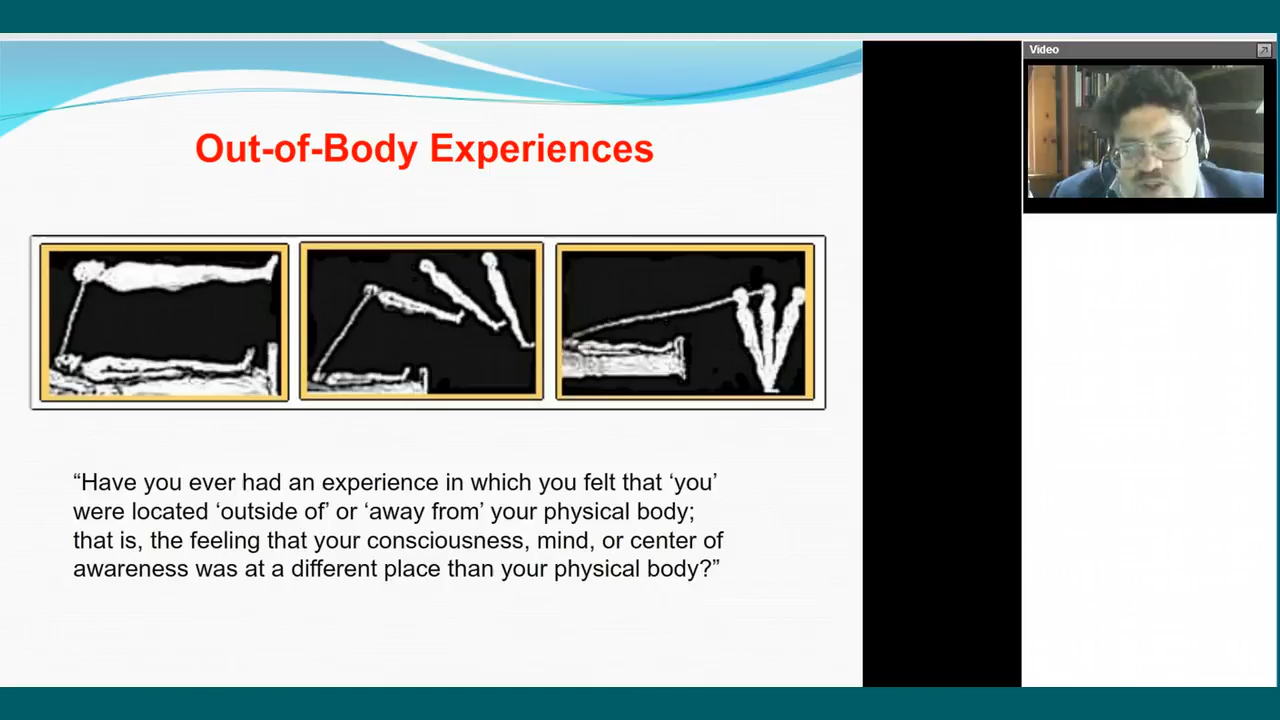 Out-of-Body Experiences
“Have you ever had an experience in which you felt that ‘you’
were located ‘outside of’ or ‘away from’ your physical body;
that is, the feeling that your consciousness, mind, or center of
awareness was at a different place than your physical body?”
Video